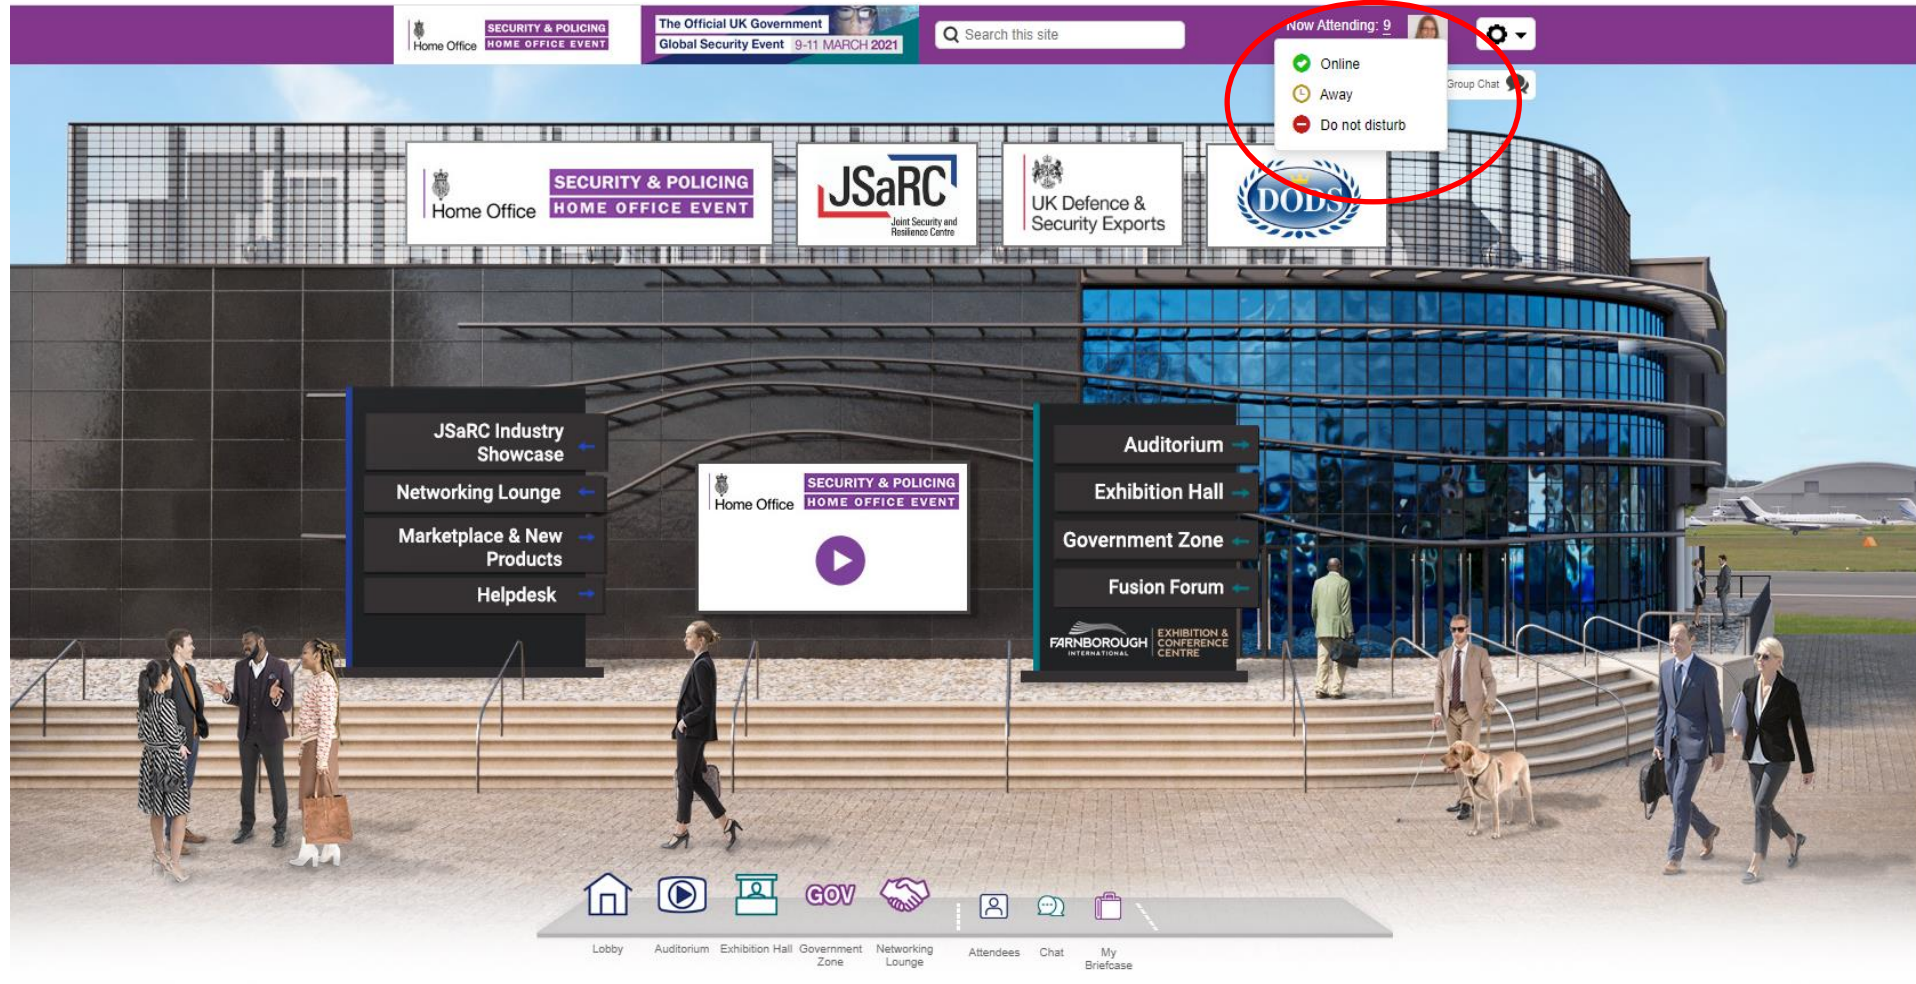 Home Office
SECURITY & POLICING
HOME OFFICE EVENT
The Official UK Government
Global Security Event 9-11 MARCH 2021
Search this site
Now Attending: 9
Online
Away
Do not disturb
Group Chat
Home Office
SECURITY & POLICING
HOME OFFICE EVENT
JSaRC
Joint Security and
Resilience Centre
UK Defence &
Security Exports
DODS
JSaRC Industry
Showcase
Networking Lounge
Marketplace & New
Products
Helpdesk
Home Office
SECURITY & POLICING
HOME OFFICE EVENT
Auditorium
Exhibition Hall
Government Zone
Fusion Forum
FARNBOROUGH
INTERNATIONAL
EXHIBITION &
CONFERENCE
CENTRE
GOV
Lobby
Auditorium
Exhibition Hall
Government
Zone
Networking
Lounge
Attendees
Chat
My
Briefcase